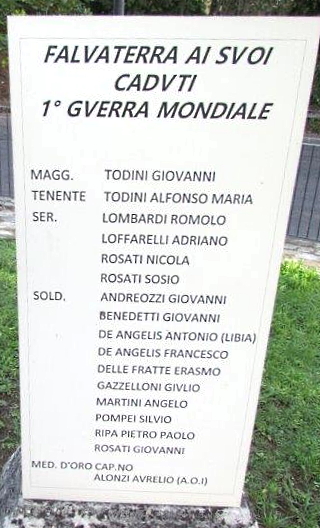 FALVATERRA AI SVOI
CADVTI
1° GVERRA MONDIALE
MAGG. TODINI GIOVANNI
TENENTE TODINI ALFONSO MARIA
SER. LOMBARDI ROMOLO
LOFFARELLI ADRIANO
ROSATI NICOLA
ROSATI SOSIO
SOLD. ANDREOZZI GIOVANNI
BENEDETTI GIOVANNI
DE ANGELIS ANTONIO (LIBIA)
DE ANGELIS FRANCESCO
DELLE FRATTE ERASMO
GAZZELLONI GIVLIO
MARTINI ANGELO
POMPEI SILVIO
RIPA PIETRO PAOLO
ROSATI GIOVANNI
MED. D'ORO CAP.NO
ALONZI AVRELIO (A.O.I)